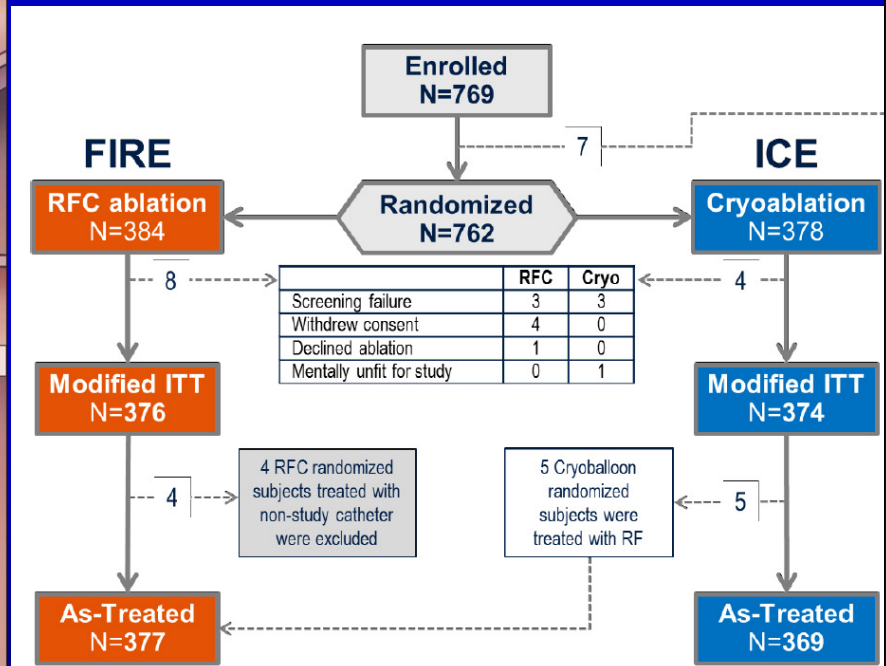 Enrolled
N=769
7
FIRE
ICE
RFC ablation
N=384
Randomized
N=762
Cryoablation
N=378
8
4
RFC Cryo
Screening failure 3 3
Withdrew consent 4 0
Declined ablation 1 0
Mentally unfit for study 0 1
Modified ITT
N=376
Modified ITT
N=374
4
4 RFC randomized
subjects treated with
non-study catheter
were excluded
5 Cryoballoon
randomized
subjects were
treated with RF
5
As-Treated
N=377
As-Treated
N=369